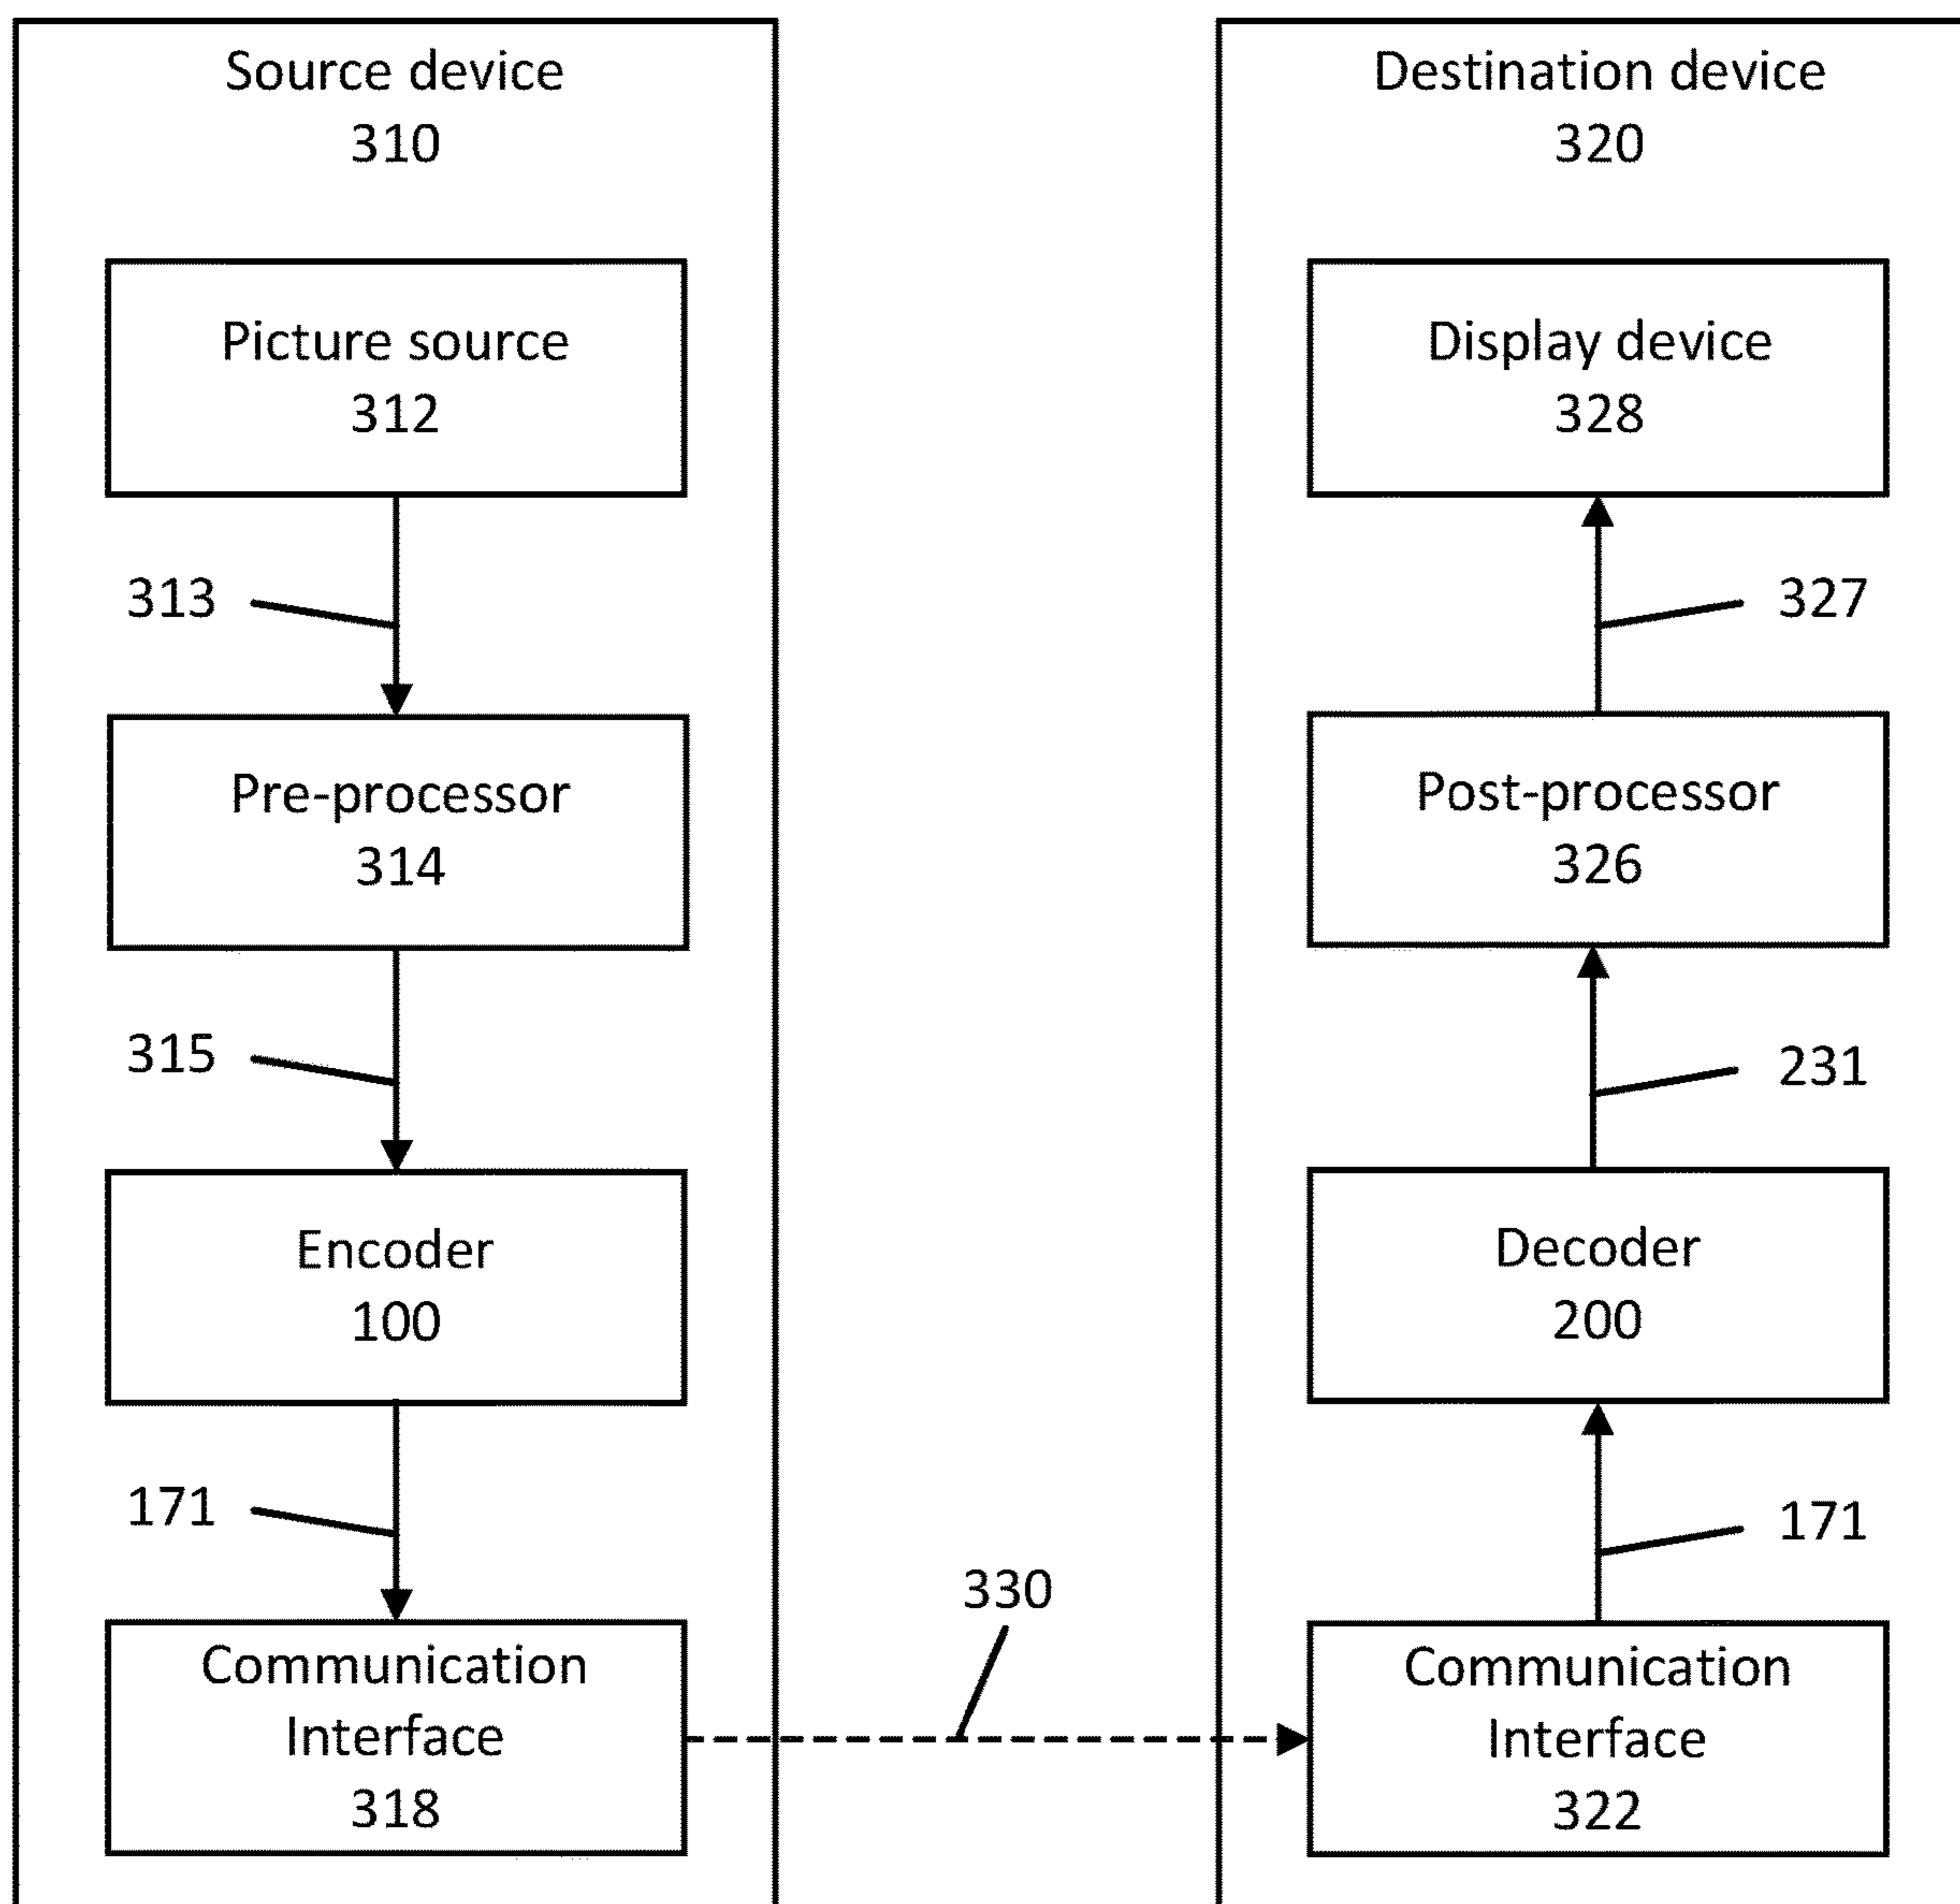 Source device
310
Picture source
312
313
Pre-processor
314
315
Encoder
100
171
Communication
Interface
318
330
Destination device
320
Display device
328
327
Post-processor
326
231
Decoder
200
171
Communication
Interface
322